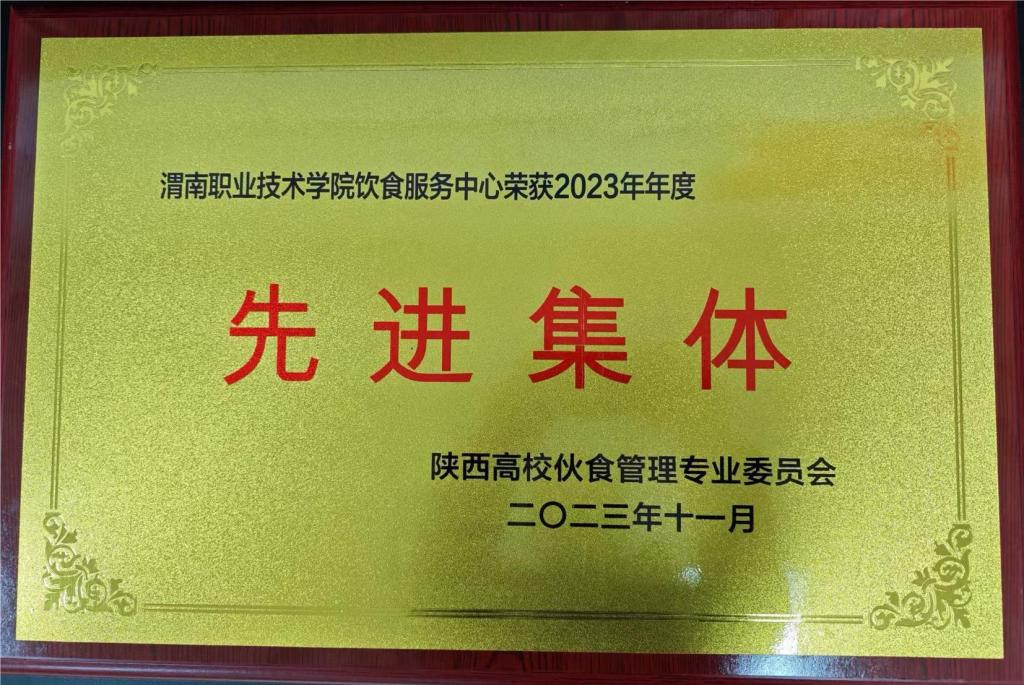 渭南职业技术学院饮食服务中心荣获2023年年度
先进集体
陕西高校伙食管理专业委员会
二〇二三年十一月